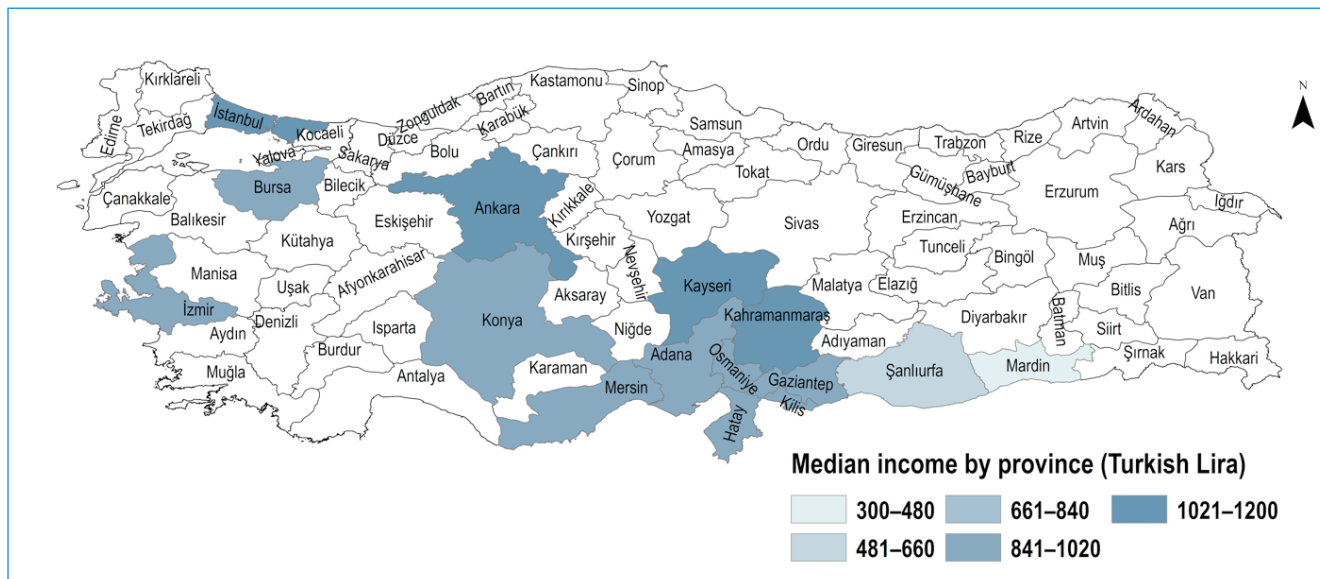 N
Kırklareli
Edirne
Tekirdağ
İstanbul
Kocaeli
Yalova
Sakarya
Düzce
Zonguldak
Bartın
Karabük
Kastamonu
Sinop
Samsun
Ordu
Giresun
Trabzon
Rize
Artvin
Ardahan
Kars
Iğdır
Ağrı
Çanakkale
Balıkesir
Bursa
Bilecik
Bolu
Çankırı
Çorum
Amasya
Tokat
Gümüşhane
Bayburt
Erzurum
Eskişehir
Ankara
Kırıkkale
Yozgat
Sivas
Erzincan
Tunceli
Bingöl
Muş
Kütahya
Manisa
Uşak
Afyonkarahisar
Kırşehir
Nevşehir
Kayseri
Malatya
Elazığ
Bitlis
Van
İzmir
Aydın
Denizli
Isparta
Konya
Aksaray
Niğde
Kahramanmaraş
Adıyaman
Diyarbakır
Batman
Siirt
Şırnak
Hakkari
Muğla
Burdur
Antalya
Karaman
Mersin
Adana
Osmaniye
Gaziantep
Kilis
Hatay
Şanlıurfa
Mardin
Median income by province (Turkish Lira)
300–480
661–840
1021–1200
481–660
841–1020